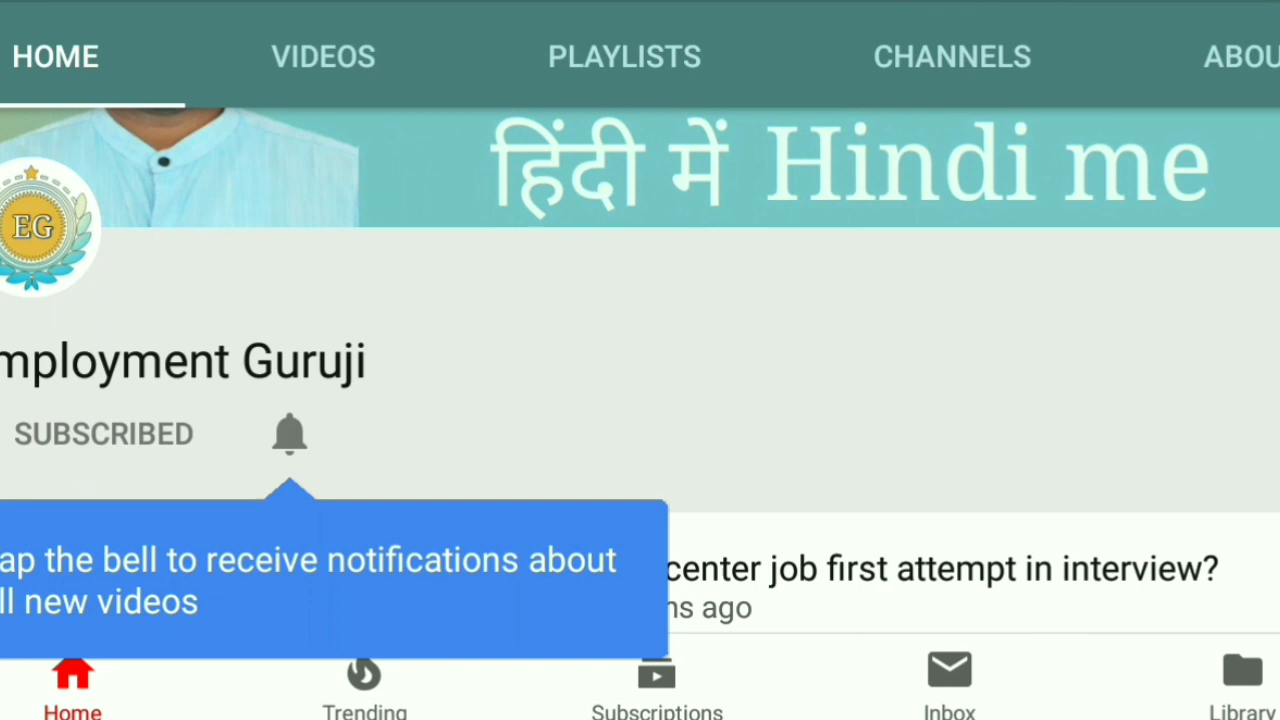 HOME VIDEOS PLAYLISTS CHANNELS ABOU
हिंदी में Hindi me
EG
mployment Guruji
SUBSCRIBED
ap the bell to receive notifications about
ll new videos
center job first attempt in interview?
ns ago
Home Trending Subscriptions Inbox Library